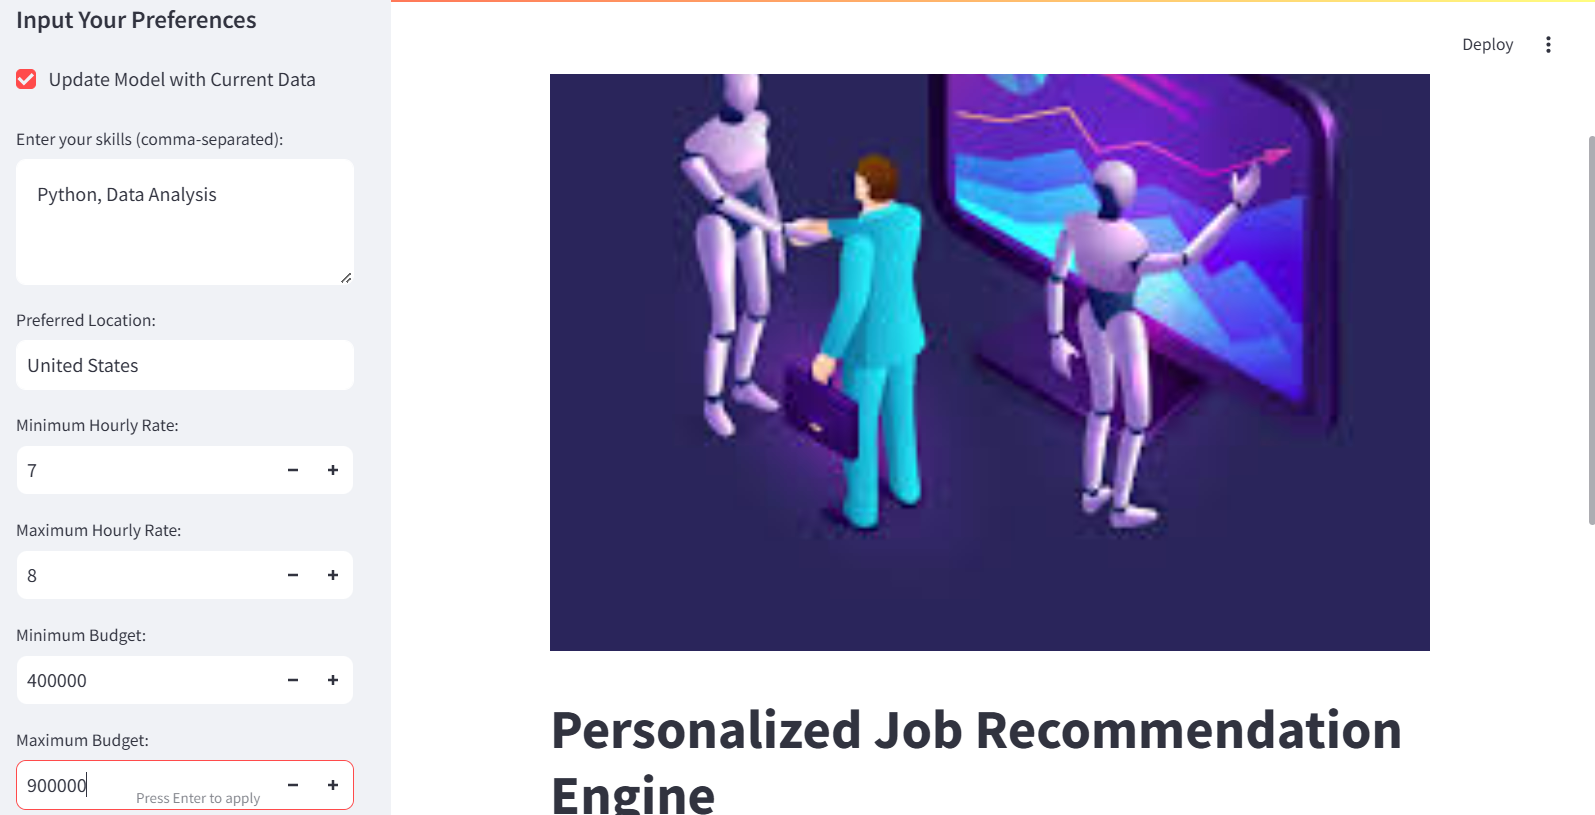 Input Your Preferences
Update Model with Current Data
Enter your skills (comma-separated):
Python, Data Analysis
Preferred Location:
United States
Minimum Hourly Rate:
7
Maximum Hourly Rate:
8
Minimum Budget:
400000
Maximum Budget:
900000
Press Enter to apply
Deploy
Personalized Job Recommendation
Engine